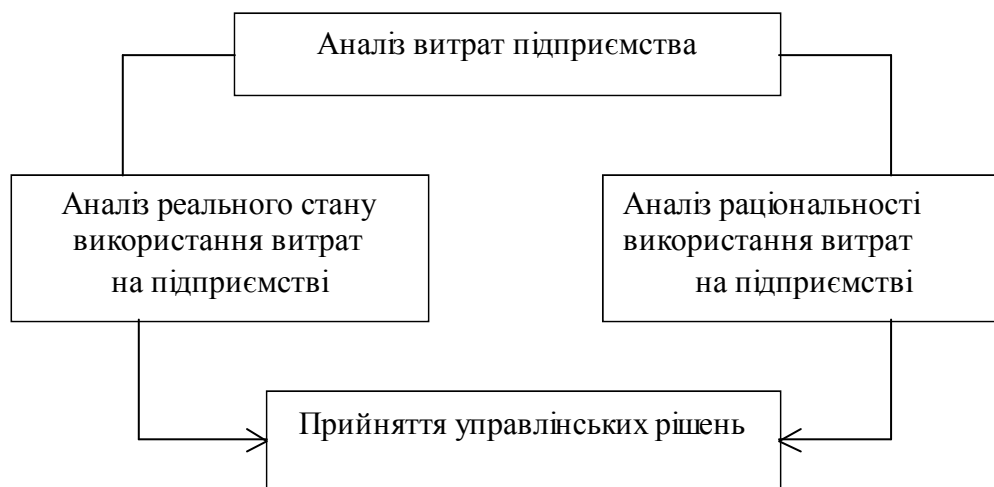 Аналіз витрат підприємства
Аналіз реального стану
використання витрат
на підприємстві
Аналіз раціональності
використання витрат
на підприємстві
Прийняття управлінських рішень